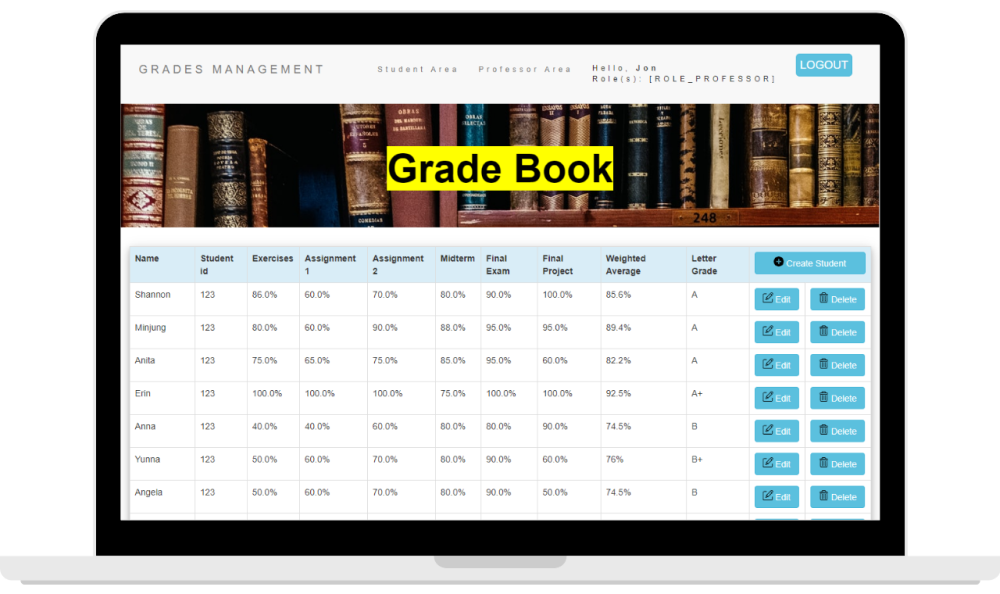 GRADES MANAGEMENT Student Area Professor Area Hello, Jon LOGOUT
Role(s): [ROLE_PROFESSOR]
Grade Book
248
Name Student id Exercises Assignment 1 Assignment 2 Midterm Final Exam Final Project Weighted Average Letter Grade Create Student
Shannon 123 86.0% 60.0% 70.0% 80.0% 90.0% 100.0% 85.6% A Edit Delete
Minjung 123 80.0% 60.0% 90.0% 88.0% 95.0% 95.0% 89.4% A Edit Delete
Anita 123 75.0% 65.0% 75.0% 85.0% 95.0% 60.0% 82.2% A Edit Delete
Erin 123 100.0% 100.0% 100.0% 75.0% 100.0% 100.0% 92.5% A+ Edit Delete
Anna 123 40.0% 40.0% 60.0% 80.0% 80.0% 90.0% 74.5% B Edit Delete
Yunna 123 50.0% 60.0% 70.0% 80.0% 90.0% 60.0% 76% B+ Edit Delete
Angela 123 50.0% 60.0% 70.0% 80.0% 90.0% 50.0% 74.5% B Edit Delete